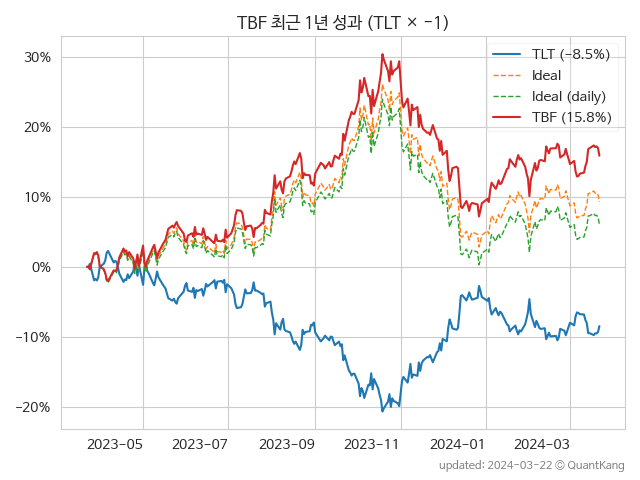 TBF 최근 1년 성과 (TLT × −1)
30%
20%
10%
0%
−10%
−20%
TLT (−8.5%)
Ideal
Ideal (daily)
TBF (15.8%)
2023−05
2023−07
2023−09
2023−11
2024−01
2024−03
updated: 2024−03−22 © QuantKang